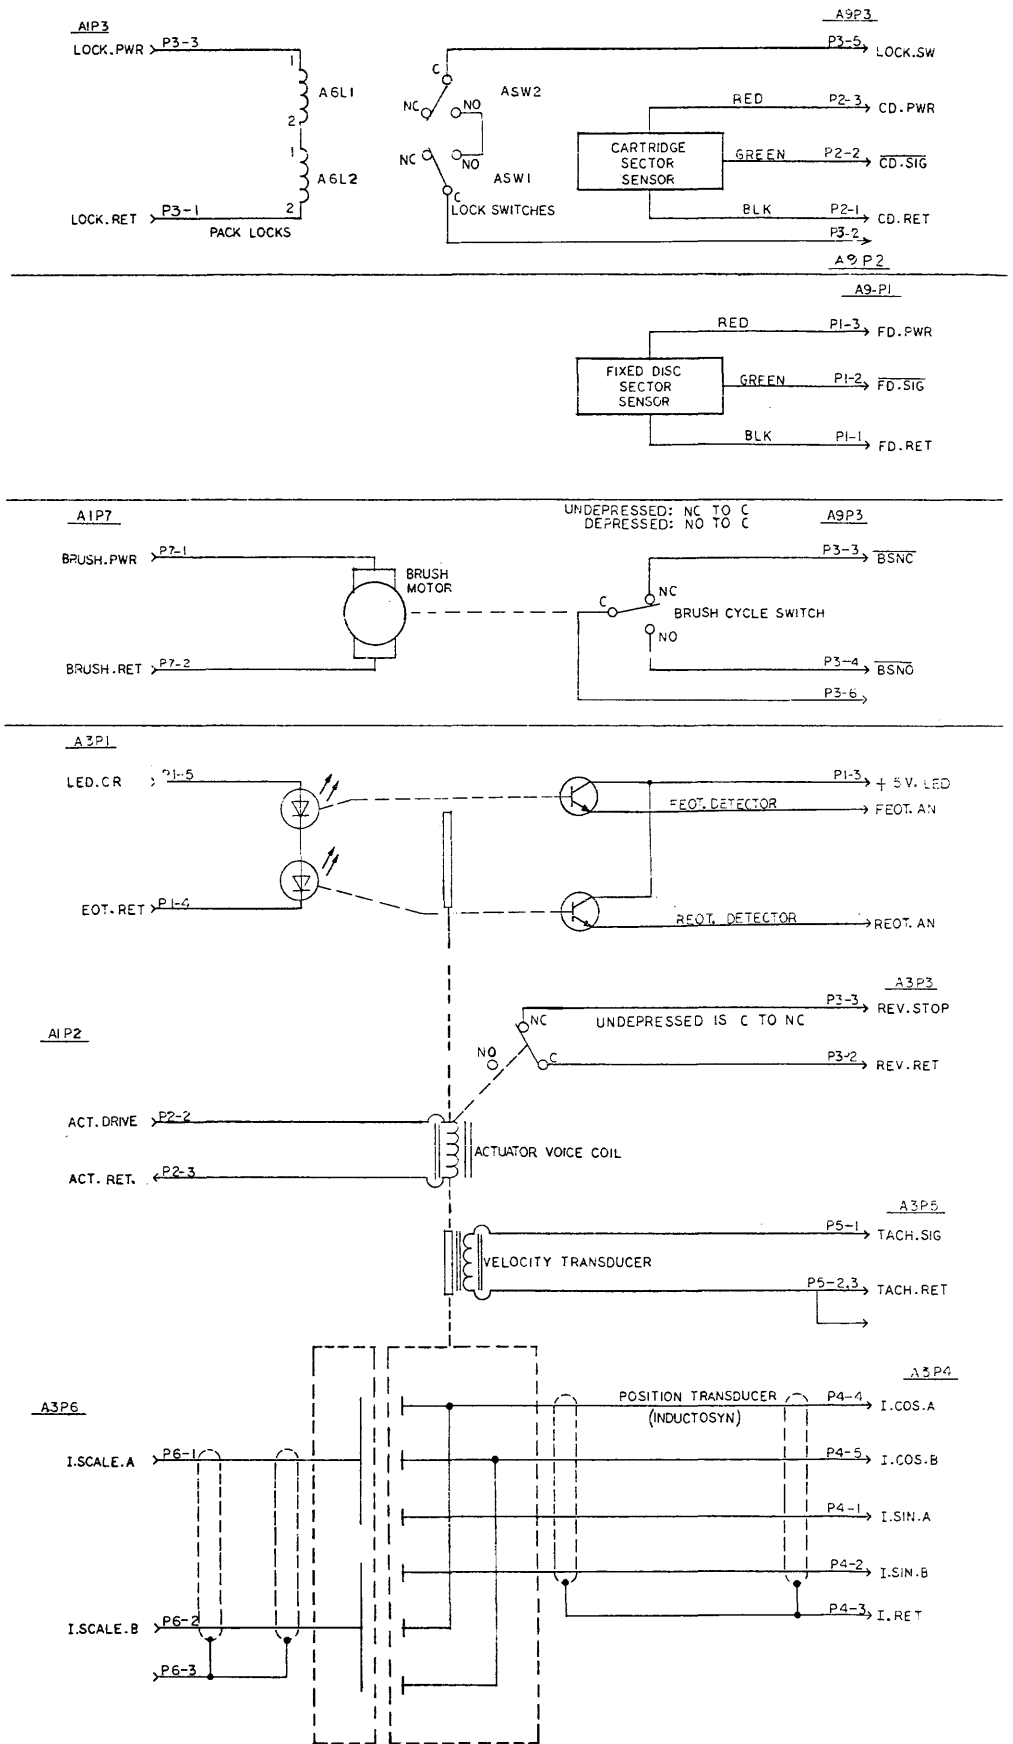 A1P3
A9P3
LOCK.PWR P3-3
P3-5 LOCK.SW
1
C
A6L1
NC NO
ASW2
RED P2-3 CD.PWR
2
1
NC NO
CARTRIDGE
SECTOR
SENSOR
GREEN P2-2 CD.SIG
A6L2
ASW1
C
LOCK SWITCHES
2
LOCK.RET P3-1
PACK LOCKS
BLK P2-1 CD.RET
P3-2
A9P2
A9-P1
RED P1-3 FD.PWR
FIXED DISC
SECTOR
SENSOR
GREEN P1-2 FD.SIG
BLK P1-1 FD.RET
A1P7
UNDEPRESSED: NC TO C
DEPRESSED: NO TO C
A9P3
BRUSH.PWR P7-1
P3-3 BSNC
BRUSH
MOTOR
C NC
BRUSH CYCLE SWITCH
NO
BRUSH.RET P7-2
P3-4 BSNO
P3-6
A3P1
LED.CR P1-5
P1-3 +5V.LED
FEOT.DETECTOR FEOT.AN
EOT.RET P1-4
REOT. DETECTOR REOT.AN
A3P3
P3-3 REV.STOP
NC
UNDEPRESSED IS C TO NC
A1P2
NO C
P3-2 REV.RET
ACT.DRIVE P2-2
ACTUATOR VOICE COIL
ACT. RET. P2-3
A3P5
P5-1 TACH.SIG
VELOCITY TRANSDUCER
P5-2,3 TACH.RET
A3P4
A3P6
POSITION TRANSDUCER
(INDUCTOSYN)
P4-4 I.COS.A
I.SCALE.A P6-1
P4-5 I.COS.B
P4-1 I.SIN.A
P4-2 I.SIN.B
P4-3 I.RET
I.SCALE.B P6-2
P6-3